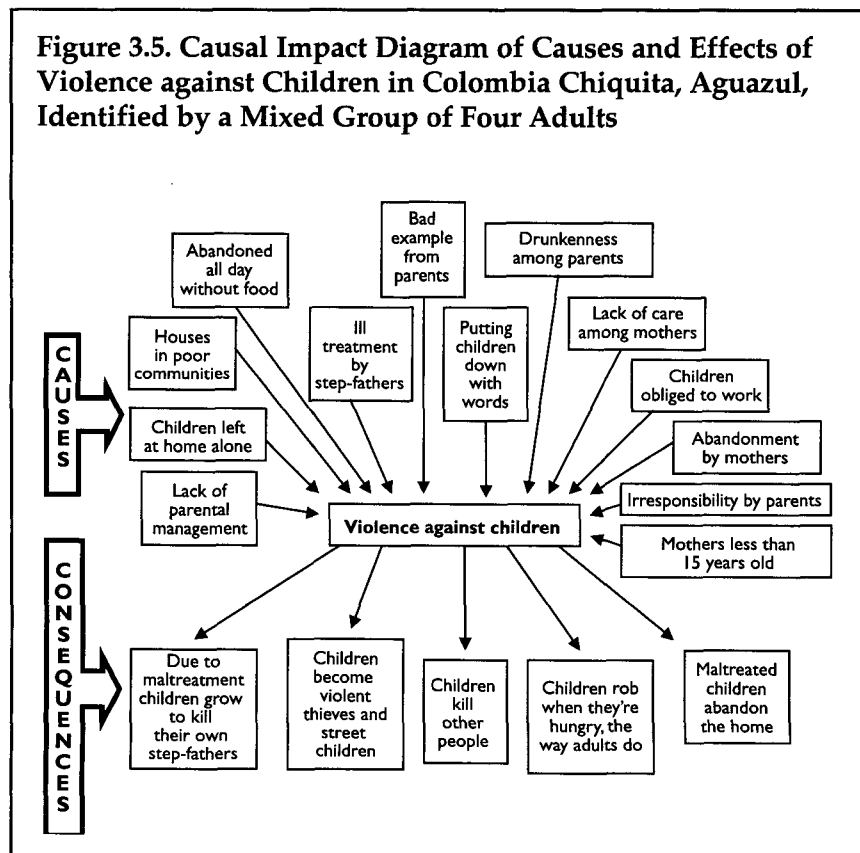 Figure 3.5. Causal Impact Diagram of Causes and Effects of
Violence against Children in Colombia Chiquita, Aguazul,
Identified by a Mixed Group of Four Adults
CAUSES
Abandoned
all day
without food
Bad
example
from
parents
Drunkenness
among parents
Houses
in poor
communities
Ill
treatment
by
step-fathers
Putting
children
down
with
words
Lack of care
among mothers
Children
obliged to work
Children left
at home alone
Abandonment
by mothers
Lack of
parental
management
Irresponsibility by parents
Mothers less than
15 years old
Violence against children
CONSEQUENCES
Due to
maltreatment
children grow
to kill
their own
step-fathers
Children
become
violent
thieves and
street
children
Children
kill
other
people
Children rob
when they're
hungry, the
way adults do
Maltreated
children
abandon
the home